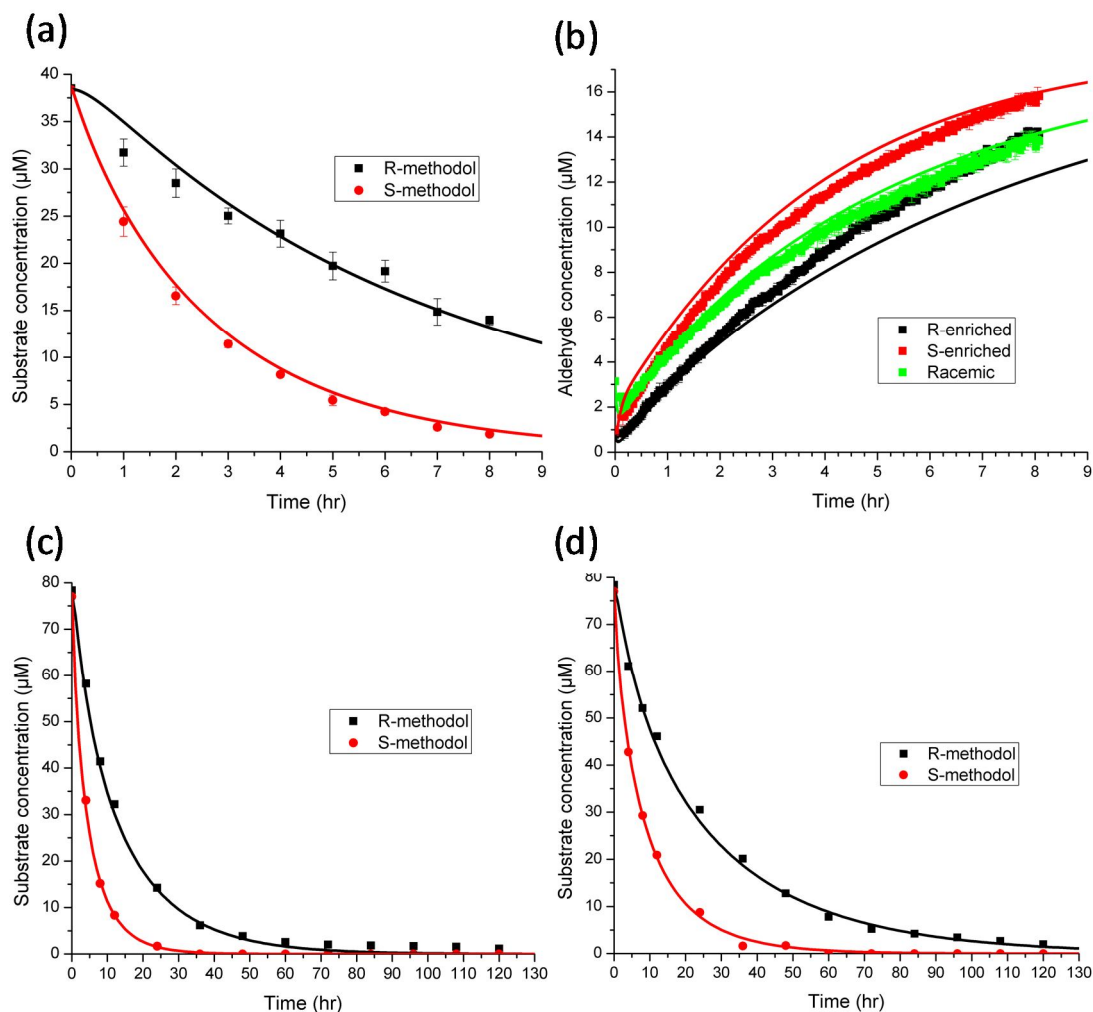 (a)
40
35
30
25
20
15
10
5
0
Substrate concentration (µM)
R-methodol
S-methodol
0 1 2 3 4 5 6 7 8 9
Time (hr)
(b)
16
14
12
10
8
6
4
2
0
Aldehyde concentration (µM)
R-enriched
S-enriched
Racemic
0 1 2 3 4 5 6 7 8 9
Time (hr)
(c)
80
70
60
50
40
30
20
10
0
Substrate concentration (µM)
R-methodol
S-methodol
0 10 20 30 40 50 60 70 80 90 100 110 120 130
Time (hr)
(d)
80
70
60
50
40
30
20
10
0
Substrate concentration (µM)
R-methodol
S-methodol
0 10 20 30 40 50 60 70 80 90 100 110 120 130
Time (hr)